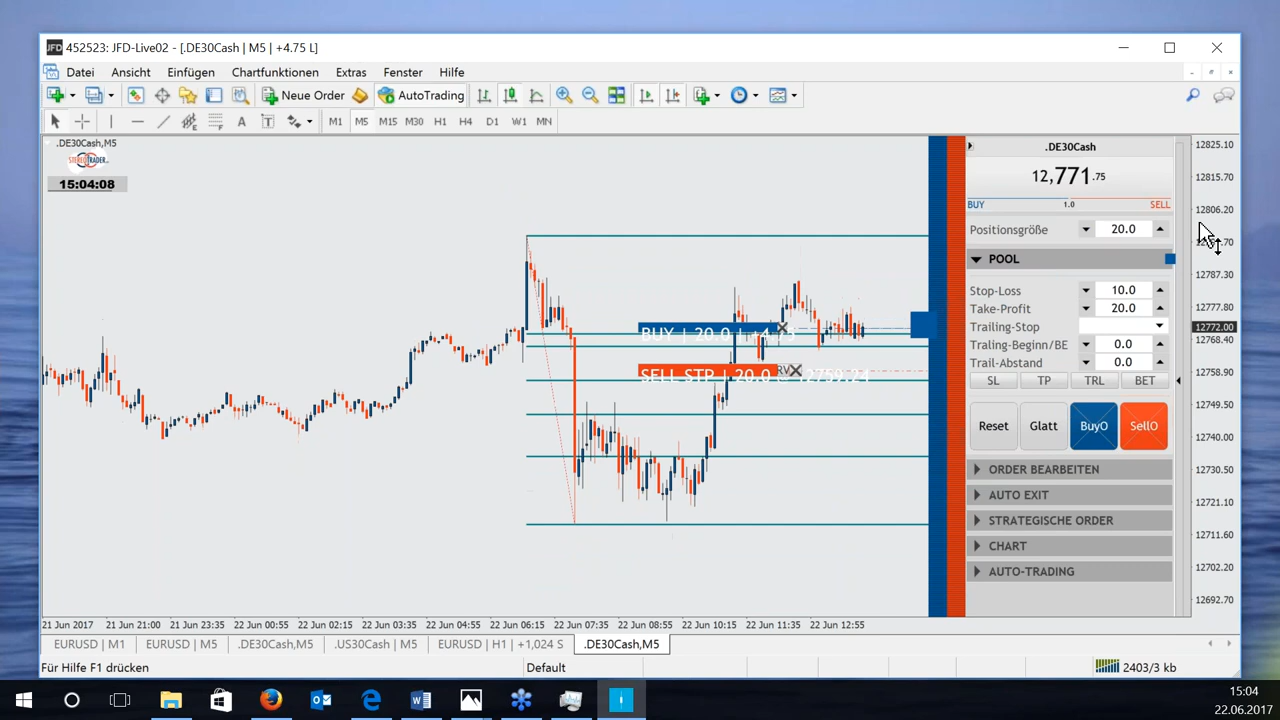 JFD 452523: JFD-Live02 - [.DE30Cash | M5 | +4.75 L]
Datei Ansicht Einfügen Chartfunktionen Extras Fenster Hilfe
Neue Order AutoTrading
A T M1 M5 M15 M30 H1 H4 D1 W1 MN
.DE30Cash,M5
STEREOTRADER
15:04:08
BUY | 20.0 | +4.75
SELL STP | 20.0
RV
.DE30Cash
12,771.75
BUY 1.0 SELL
Positionsgröße 20.0
POOL
Stop-Loss 10.0
Take-Profit 20.0
Trailing-Stop
Traling-Beginn/BE 0.0
Trail-Abstand 0.0
SL TP TRL BET
Reset Glatt BuyO SellO
ORDER BEARBEITEN
AUTO EXIT
STRATEGISCHE ORDER
CHART
AUTO-TRADING
12825.10
12815.70
12806.20
12787.30
12777.80
12772.00
12768.40
12758.90
12749.50
12740.00
12730.50
12721.10
12711.60
12702.20
12692.70
21 Jun 2017 21 Jun 21:00 21 Jun 23:35 22 Jun 00:55 22 Jun 02:15 22 Jun 03:35 22 Jun 04:55 22 Jun 06:15 22 Jun 07:35 22 Jun 08:55 22 Jun 10:15 22 Jun 11:35 22 Jun 12:55
EURUSD | M1 EURUSD | M5 .DE30Cash,M5 .US30Cash | M5 EURUSD | H1 | +1,024 S .DE30Cash,M5
Für Hilfe F1 drücken Default 2403/3 kb
15:04
22.06.2017